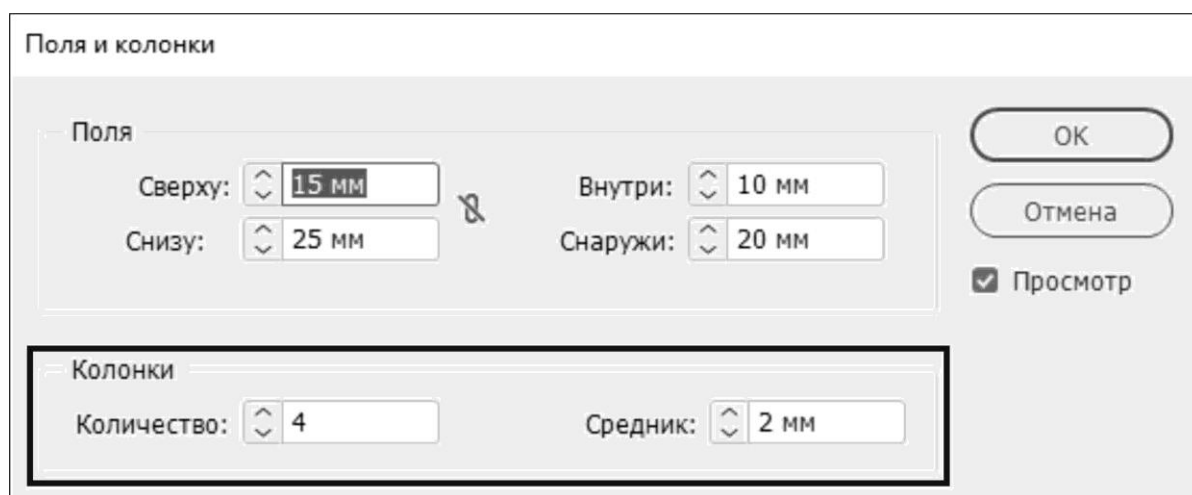 Поля и колонки
Поля
Сверху: 15 мм Внутри: 10 мм
Снизу: 25 мм Снаружи: 20 мм
ОК
Отмена
Просмотр
Колонки
Количество: 4 Средник: 2 мм